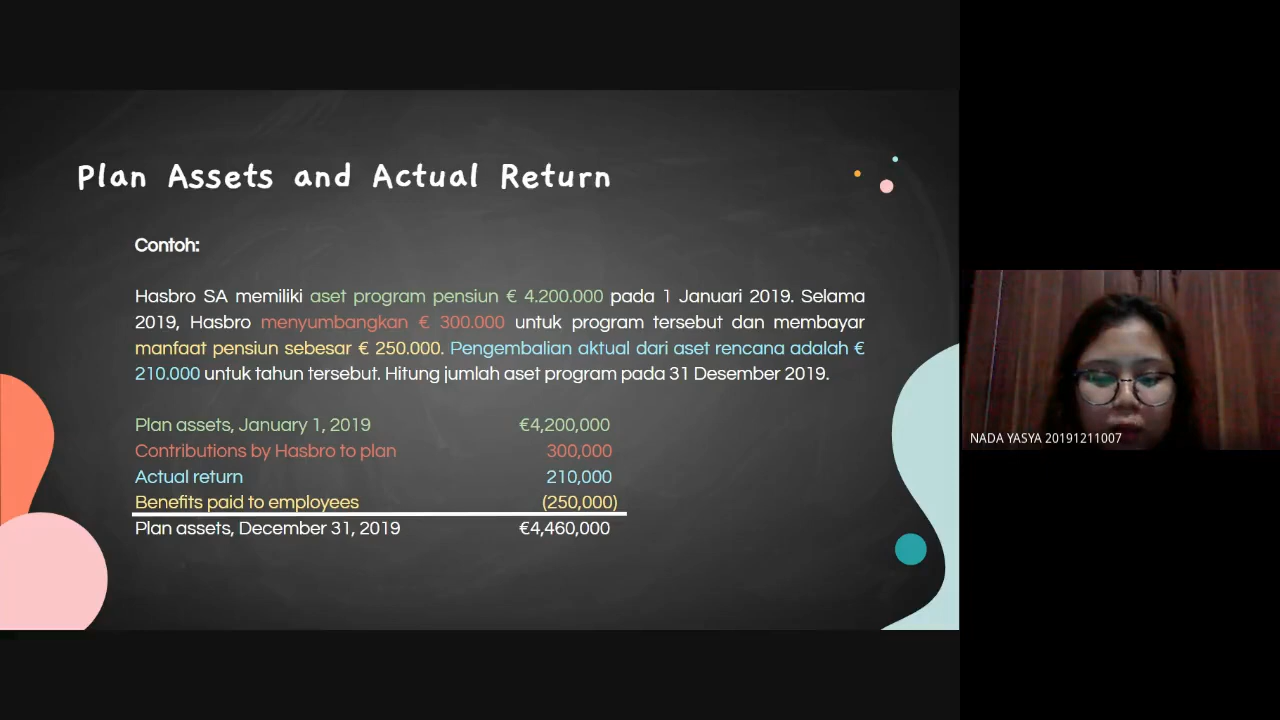 Plan Assets and Actual Return
Contoh:
Hasbro SA memiliki aset program pensiun € 4.200.000 pada 1 Januari 2019. Selama
2019, Hasbro menyumbangkan € 300.000 untuk program tersebut dan membayar
manfaat pensiun sebesar € 250.000. Pengembalian aktual dari aset rencana adalah €
210.000 untuk tahun tersebut. Hitung jumlah aset program pada 31 Desember 2019.
Plan assets, January 1, 2019 €4,200,000
Contributions by Hasbro to plan 300,000
Actual return 210,000
Benefits paid to employees (250,000)
Plan assets, December 31, 2019 €4,460,000
NADA YASYA 20191211007